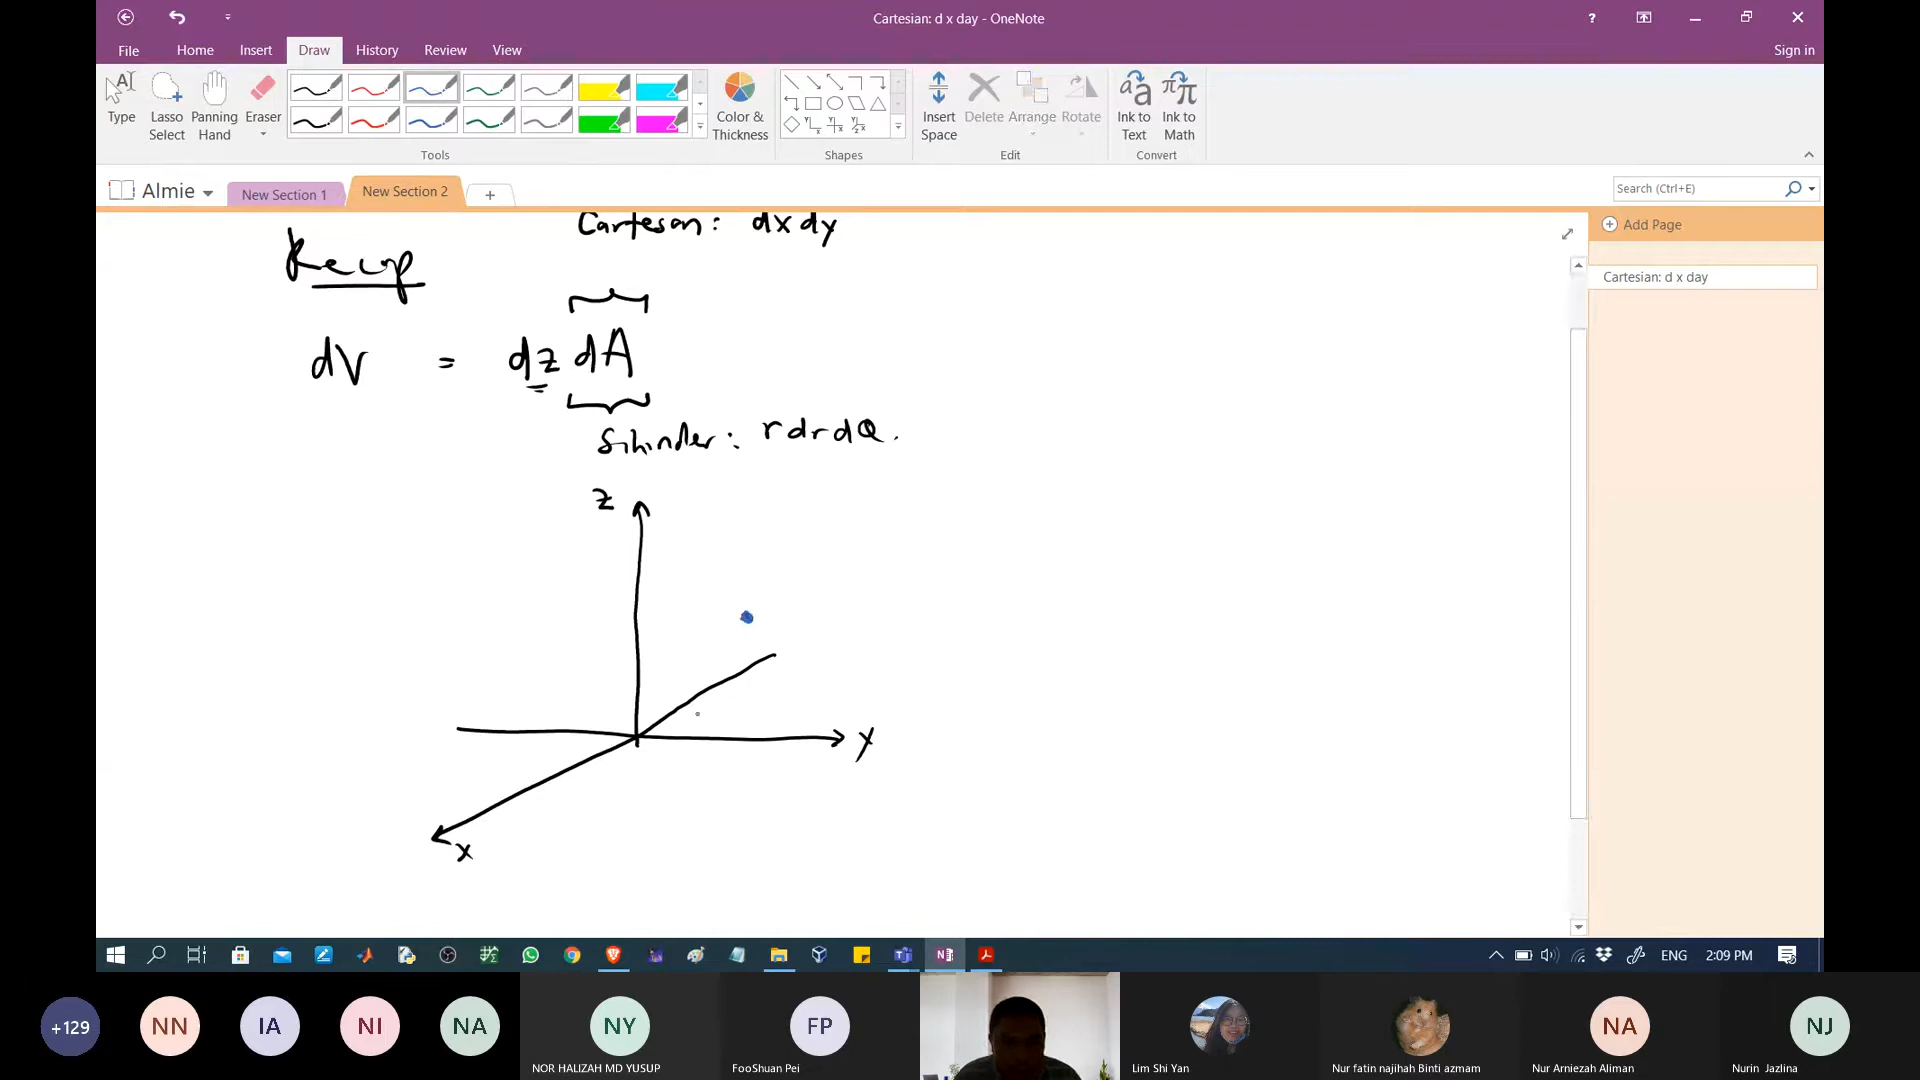 Cartesian: d x day - OneNote
?
File Home Insert Draw History Review View Sign in
Type
Lasso Select
Panning Hand
Eraser
Color & Thickness
Insert Space
Delete
Arrange
Rotate
Ink to Text
Ink to Math
Tools Shapes Edit Convert
Almie New Section 1 New Section 2 + Search (Ctrl+E)
Add Page
Cartesian: d x day
Cartesan: dx dy
Recap
dV = dz dA
Silinder: r dr dθ.
z
y
x
ENG 2:09 PM
+129 NN IA NI NA NY FP NA NJ
NOR HALIZAH MD YUSUP FooShuan Pei Lim Shi Yan Nur fatin najihah Binti azmam Nur Arniezah Aliman Nurin Jazlina